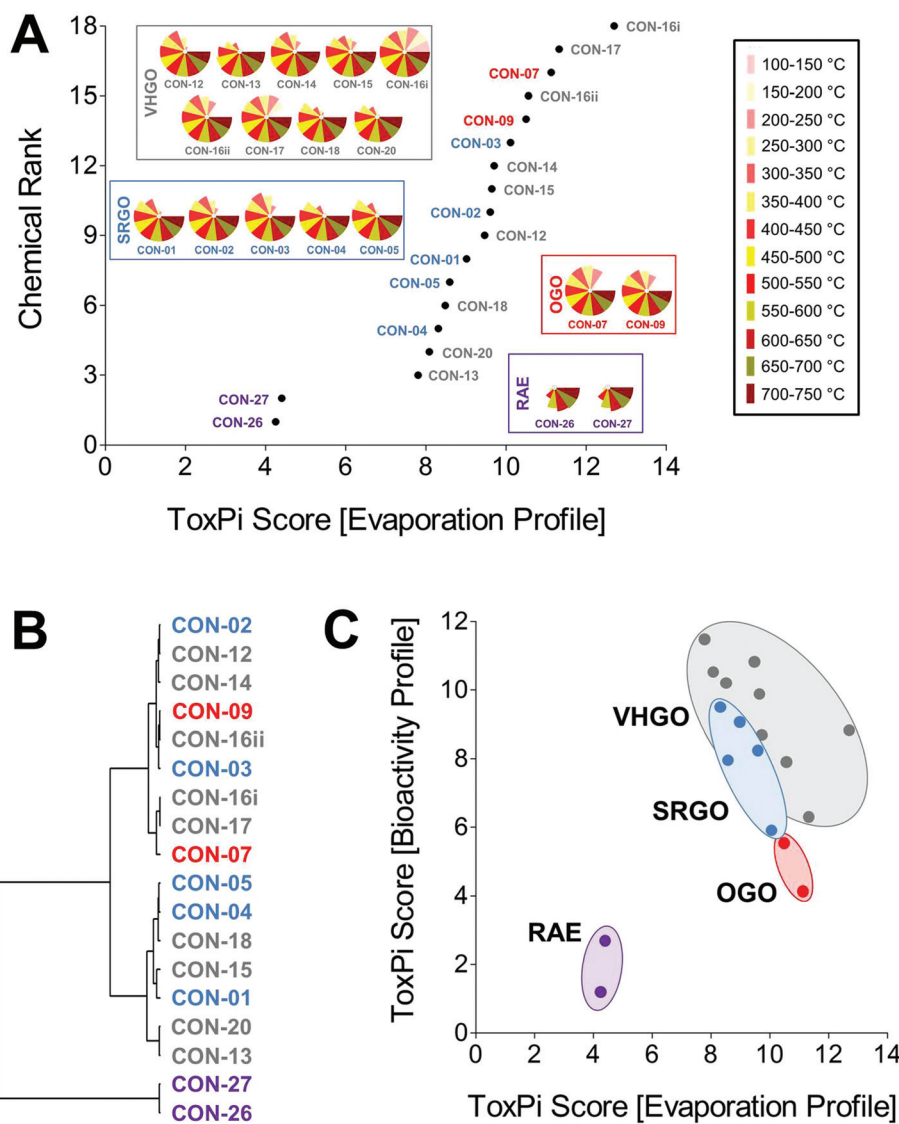 A
Chemical Rank
18
15
12
9
6
3
0
VHGO
CON-12 CON-13 CON-14 CON-15 CON-16i
CON-16ii CON-17 CON-18 CON-20
SRGO
CON-01 CON-02 CON-03 CON-04 CON-05
OGO
CON-07 CON-09
RAE
CON-26 CON-27
CON-16i
CON-17
CON-07
CON-16ii
CON-09
CON-03
CON-14
CON-15
CON-02
CON-12
CON-01
CON-05
CON-18
CON-04
CON-20
CON-13
CON-27
CON-26
0 2 4 6 8 10 12 14
ToxPi Score [Evaporation Profile]
100-150 °C
150-200 °C
200-250 °C
250-300 °C
300-350 °C
350-400 °C
400-450 °C
450-500 °C
500-550 °C
550-600 °C
600-650 °C
650-700 °C
700-750 °C
B
CON-02
CON-12
CON-14
CON-09
CON-16ii
CON-03
CON-16i
CON-17
CON-07
CON-05
CON-04
CON-18
CON-15
CON-01
CON-20
CON-13
CON-27
CON-26
C
ToxPi Score [Bioactivity Profile]
12
10
8
6
4
2
0
VHGO
SRGO
OGO
RAE
0 2 4 6 8 10 12 14
ToxPi Score [Evaporation Profile]